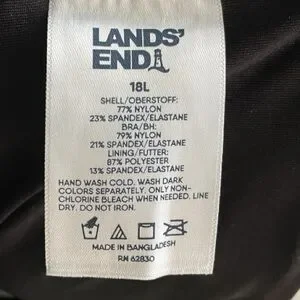 LANDS'
END
18L
SHELL/OBERSTOFF:
77% NYLON
23% SPANDEX/ELASTANE
BRA/BH:
79% NYLON
21% SPANDEX/ELASTANE
LINING/FUTTER:
87% POLYESTER
13% SPANDEX/ELASTANE
HAND WASH COLD. WASH DARK
COLORS SEPARATELY. ONLY NON-
CHLORINE BLEACH WHEN NEEDED. LINE
DRY. DO NOT IRON.
MADE IN BANGLADESH
RN 62830